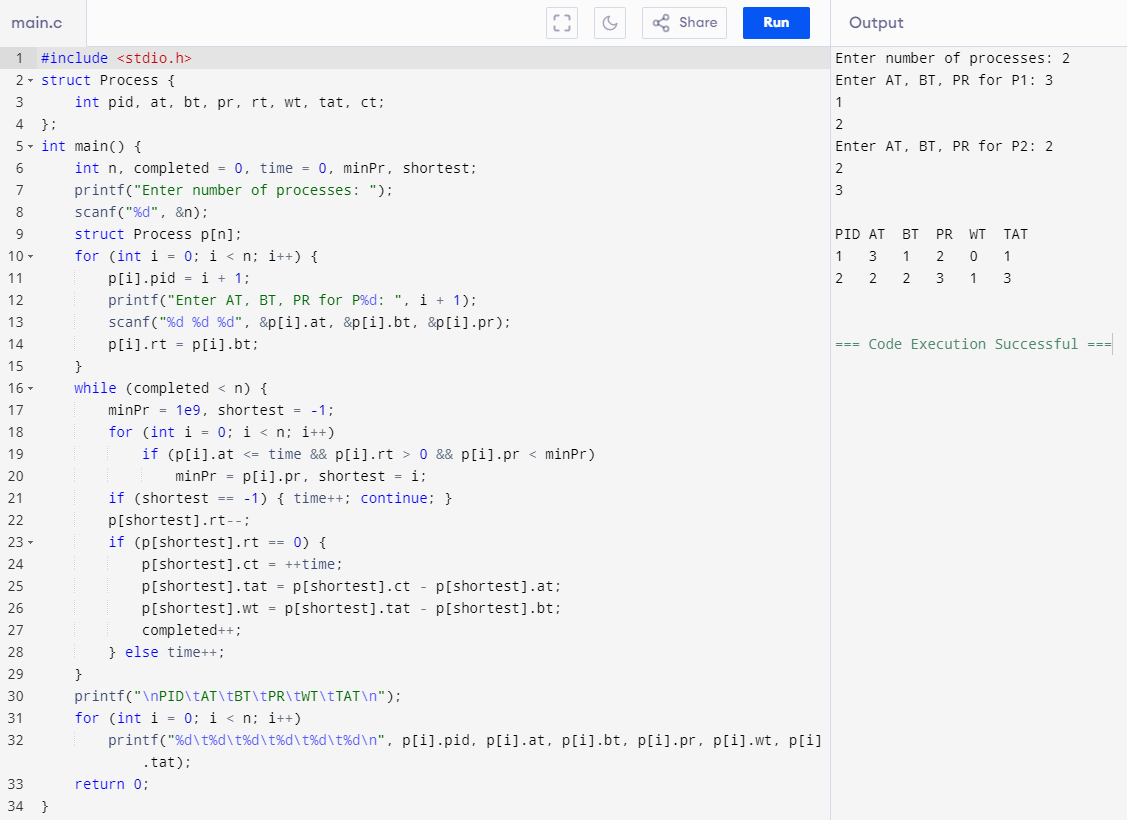 main.c
Share
Run
Output
1 #include <stdio.h>
2 struct Process {
3     int pid, at, bt, pr, rt, wt, tat, ct;
4 };
5 int main() {
6     int n, completed = 0, time = 0, minPr, shortest;
7     printf("Enter number of processes: ");
8     scanf("%d", &n);
9     struct Process p[n];
10     for (int i = 0; i < n; i++) {
11         p[i].pid = i + 1;
12         printf("Enter AT, BT, PR for P%d: ", i + 1);
13         scanf("%d %d %d", &p[i].at, &p[i].bt, &p[i].pr);
14         p[i].rt = p[i].bt;
15     }
16     while (completed < n) {
17         minPr = 1e9, shortest = -1;
18         for (int i = 0; i < n; i++)
19             if (p[i].at <= time && p[i].rt > 0 && p[i].pr < minPr)
20                 minPr = p[i].pr, shortest = i;
21         if (shortest == -1) { time++; continue; }
22         p[shortest].rt--;
23         if (p[shortest].rt == 0) {
24             p[shortest].ct = ++time;
25             p[shortest].tat = p[shortest].ct - p[shortest].at;
26             p[shortest].wt = p[shortest].tat - p[shortest].bt;
27             completed++;
28         } else time++;
29     }
30     printf("\nPID\tAT\tBT\tPR\tWT\tTAT\n");
31     for (int i = 0; i < n; i++)
32         printf("%d\t%d\t%d\t%d\t%d\t%d\n", p[i].pid, p[i].at, p[i].bt, p[i].pr, p[i].wt, p[i]
            .tat);
33     return 0;
34 }
Enter number of processes: 2
Enter AT, BT, PR for P1: 3
1
2
Enter AT, BT, PR for P2: 2
2
3
PID AT  BT  PR  WT  TAT
1   3   1   2   0   1
2   2   2   3   1   3
=== Code Execution Successful ===